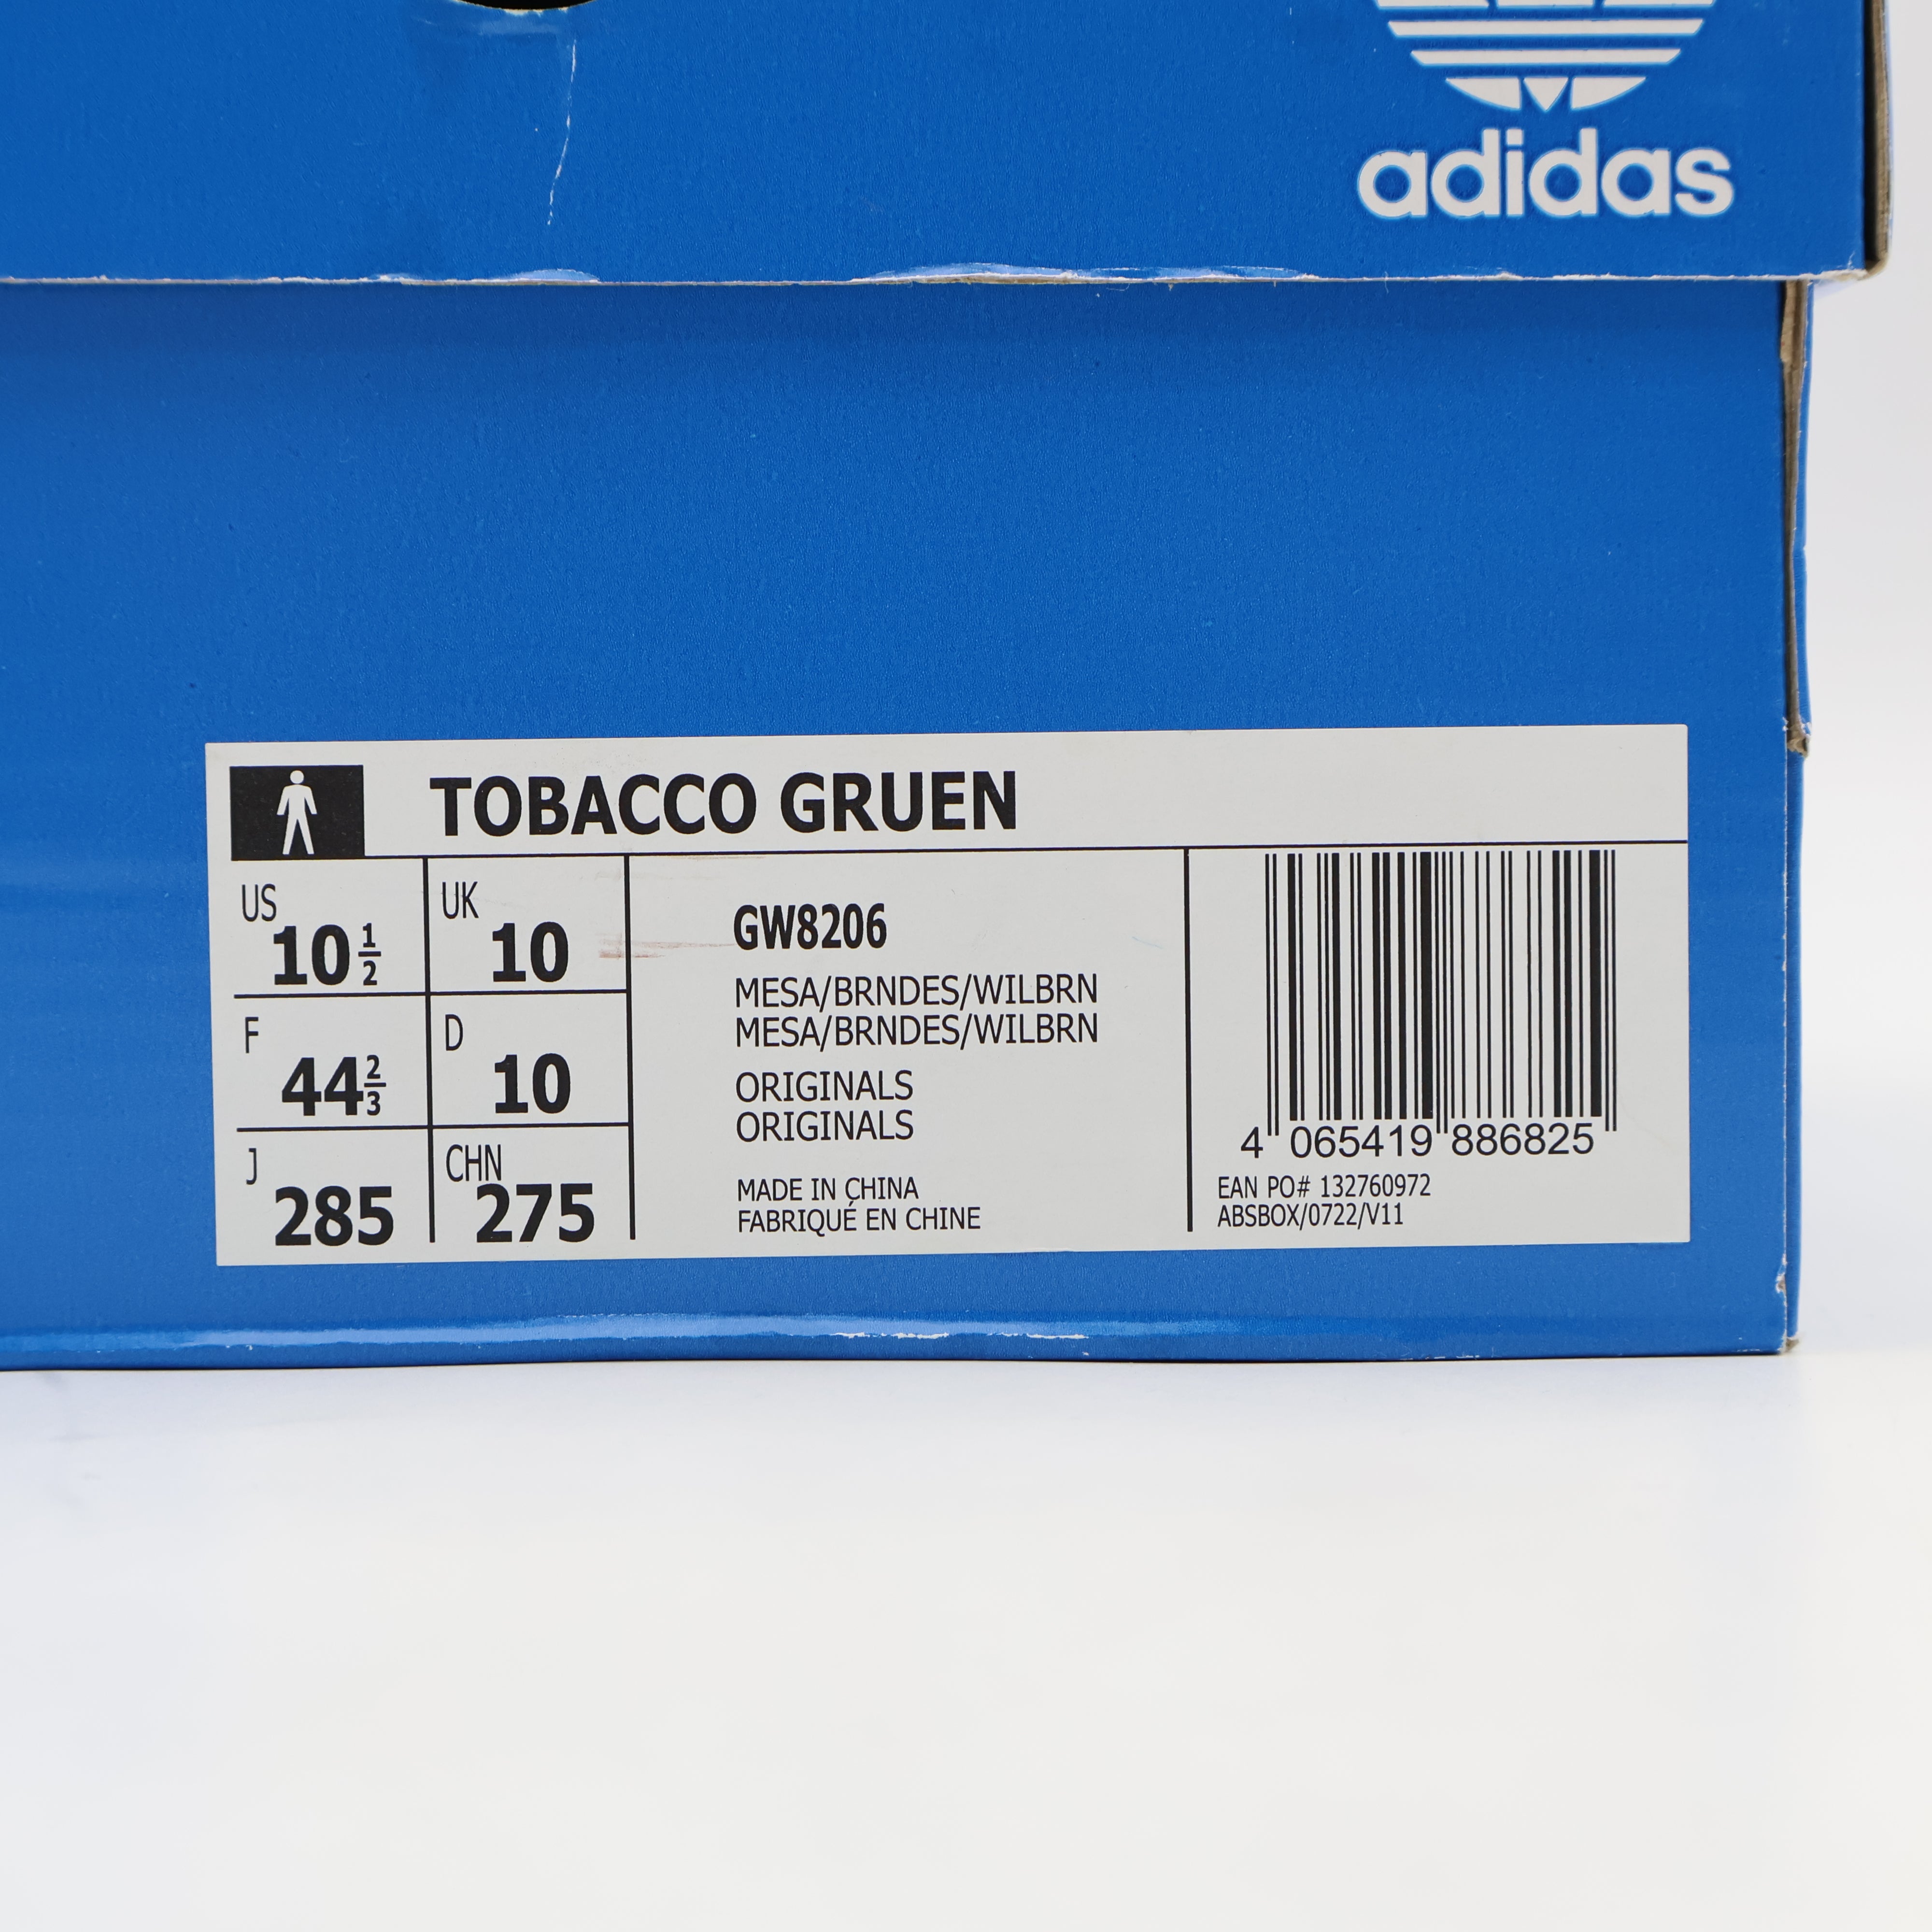 adidas
TOBACCO GRUEN
US 10 1/2
UK 10
F 44 2/3
D 10
J 285
CHN 275
GW8206
MESA/BRNDES/WILBRN
MESA/BRNDES/WILBRN
ORIGINALS
ORIGINALS
MADE IN CHINA
FABRIQUÉ EN CHINE
4 065419 886825
EAN PO# 132760972
ABSBOX/0722/V11